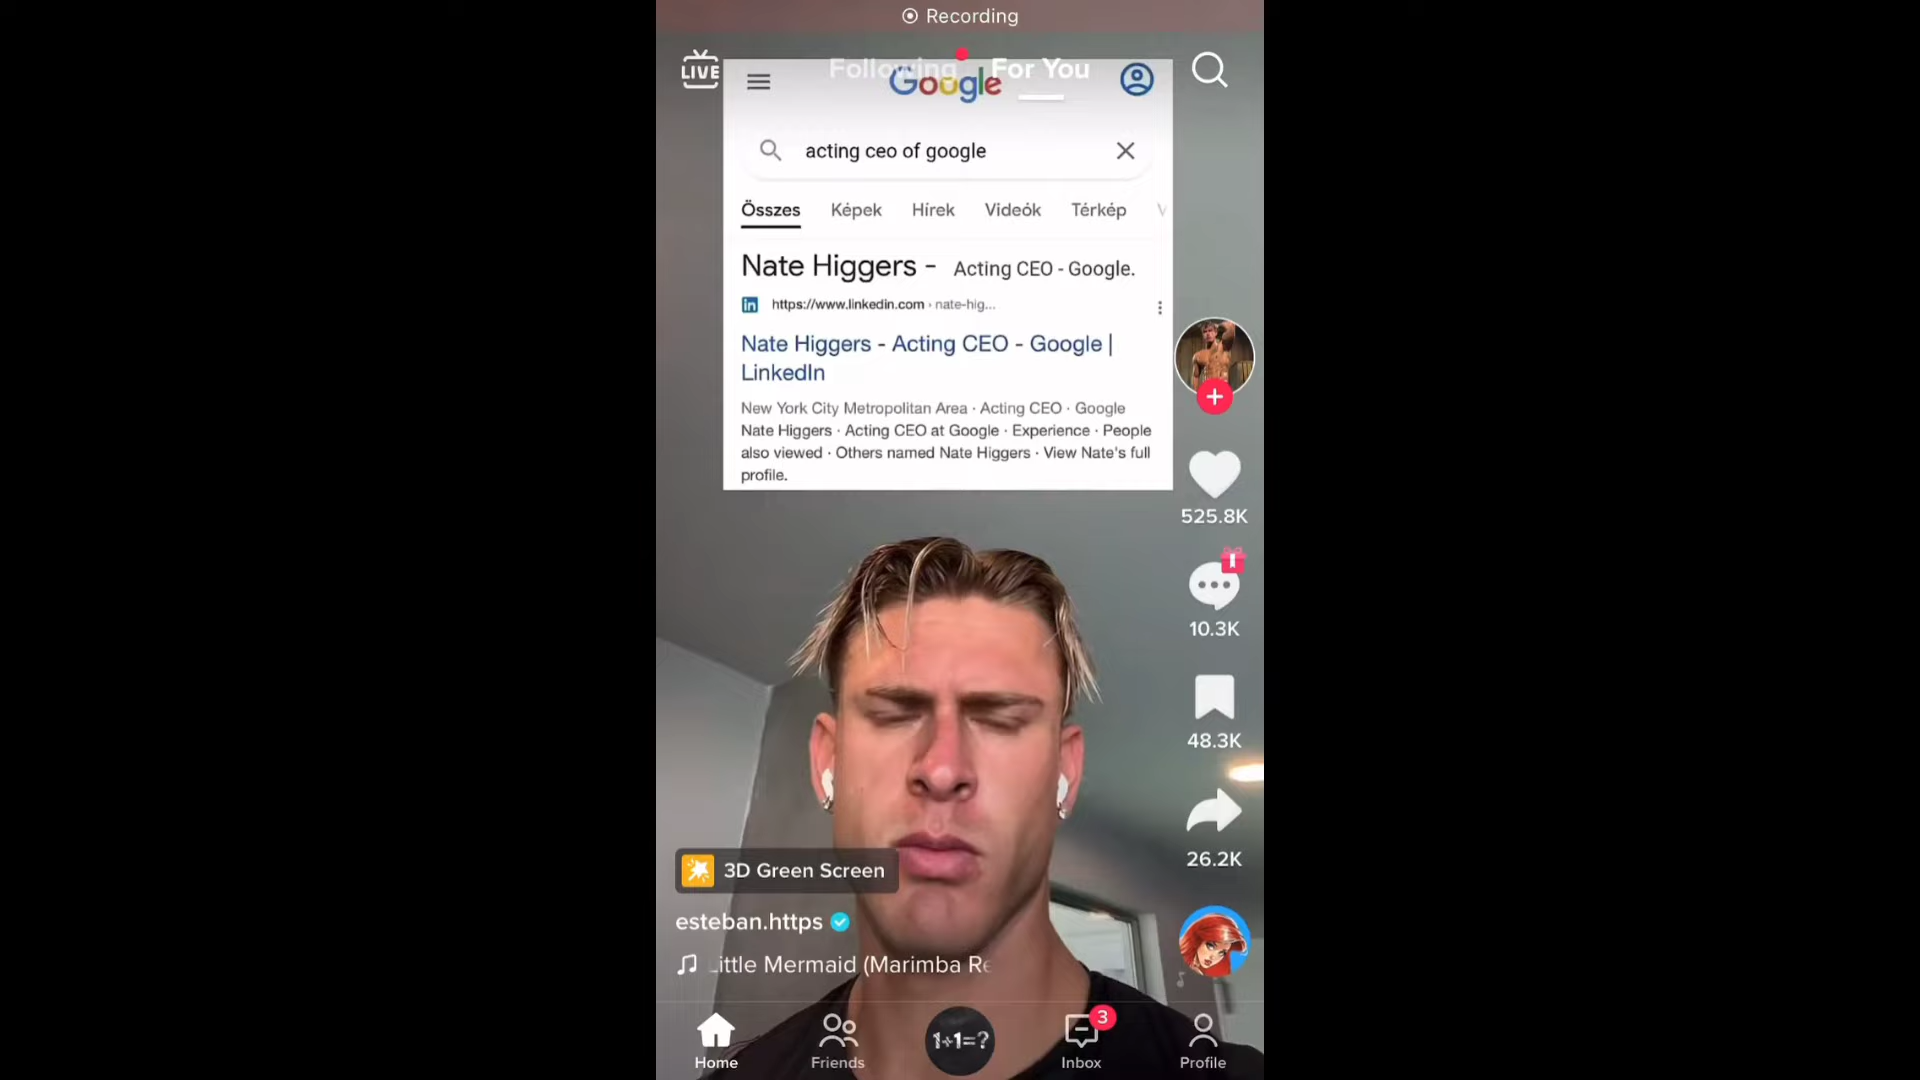 Recording
LIVE
Following
For You
Google
acting ceo of google
Összes Képek Hírek Videók Térkép V
Nate Higgers - Acting CEO - Google.
in https://www.linkedin.com › nate-hig...
Nate Higgers - Acting CEO - Google |
LinkedIn
New York City Metropolitan Area · Acting CEO · Google
Nate Higgers · Acting CEO at Google · Experience · People
also viewed · Others named Nate Higgers · View Nate's full
profile.
525.8K
10.3K
48.3K
26.2K
3D Green Screen
esteban.https
Little Mermaid (Marimba Re
1+1=?
3
Home Friends Inbox Profile